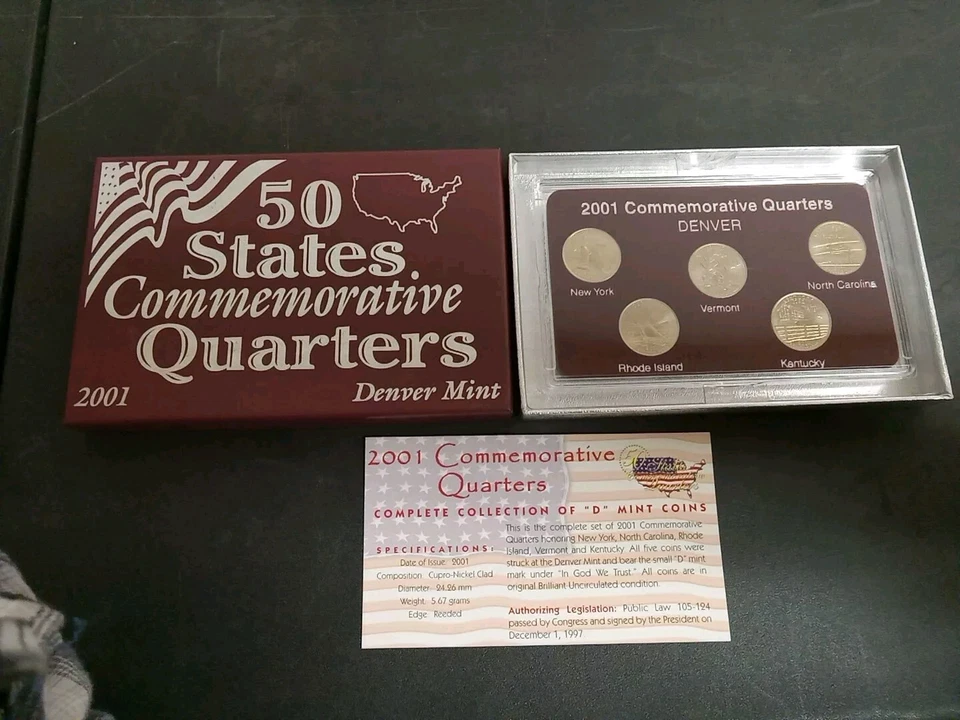 50
States
Commemorative
Quarters
2001
Denver Mint
2001 Commemorative Quarters
DENVER
New York
Vermont
North Carolina
Rhode Island
Kentucky
2001 Commemorative
Quarters
COMPLETE COLLECTION OF "D" MINT COINS
SPECIFICATIONS:
Date of Issue: 2001
Composition: Cupro-Nickel Clad
Diameter: 24.26 mm
Weight: 5.67 grams
Edge: Reeded
This is the complete set of 2001 Commemorative
Quarters honoring New York, North Carolina, Rhode
Island, Vermont and Kentucky. All five coins were
struck at the Denver Mint and bear the small "D" mint
mark under "In God We Trust." All coins are in
original Brilliant Uncirculated condition.
Authorizing Legislation: Public Law 105-124
passed by Congress and signed by the President on
December 1, 1997